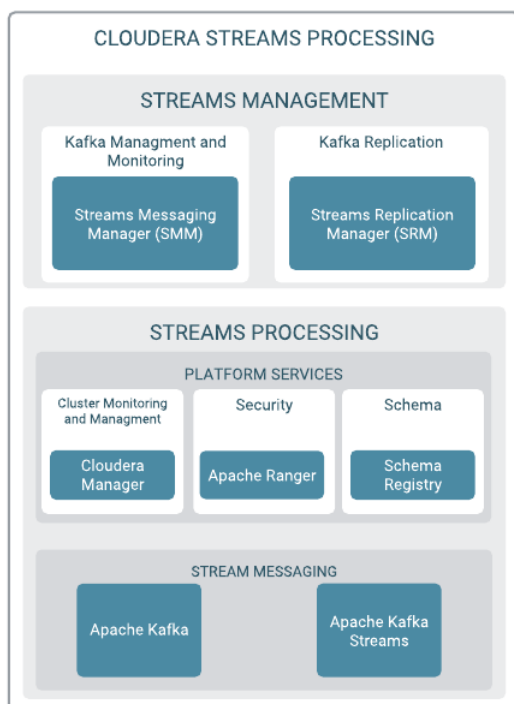 CLOUDERA STREAMS PROCESSING
STREAMS MANAGEMENT
Kafka Managment and
Monitoring
Streams Messaging
Manager (SMM)
Kafka Replication
Streams Replication
Manager (SRM)
STREAMS PROCESSING
PLATFORM SERVICES
Cluster Monitoring
and Managment
Cloudera
Manager
Security
Apache Ranger
Schema
Schema
Registry
STREAM MESSAGING
Apache Kafka
Apache Kafka
Streams